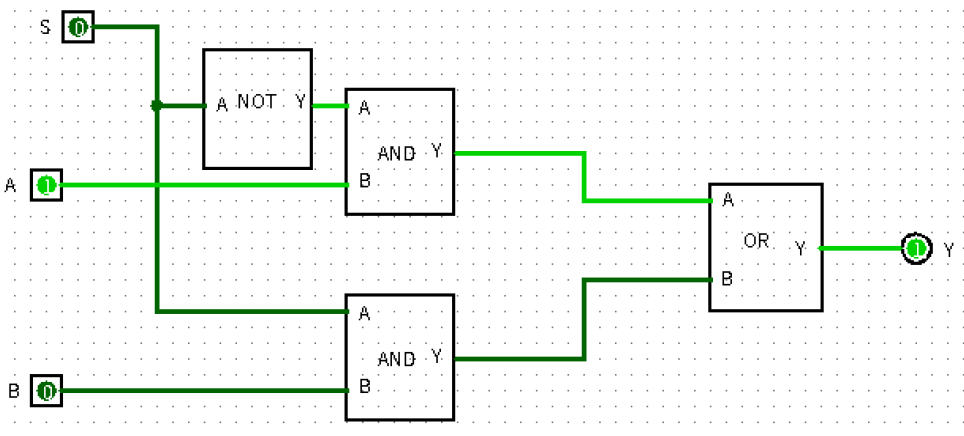 S 0
A NOT Y
A
AND Y
B
A 1
A
OR Y
B
1 Y
A
AND Y
B
B 0